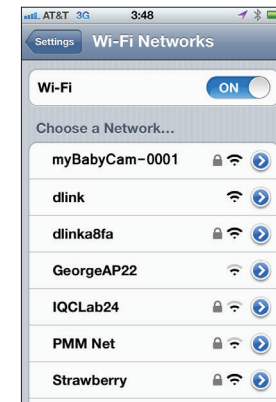 AT&T 3G 3:48
Settings Wi-Fi Networks
Wi-Fi ON
Choose a Network...
myBabyCam-0001
dlink
dlinka8fa
GeorgeAP22
IQCLab24
PMM Net
Strawberry